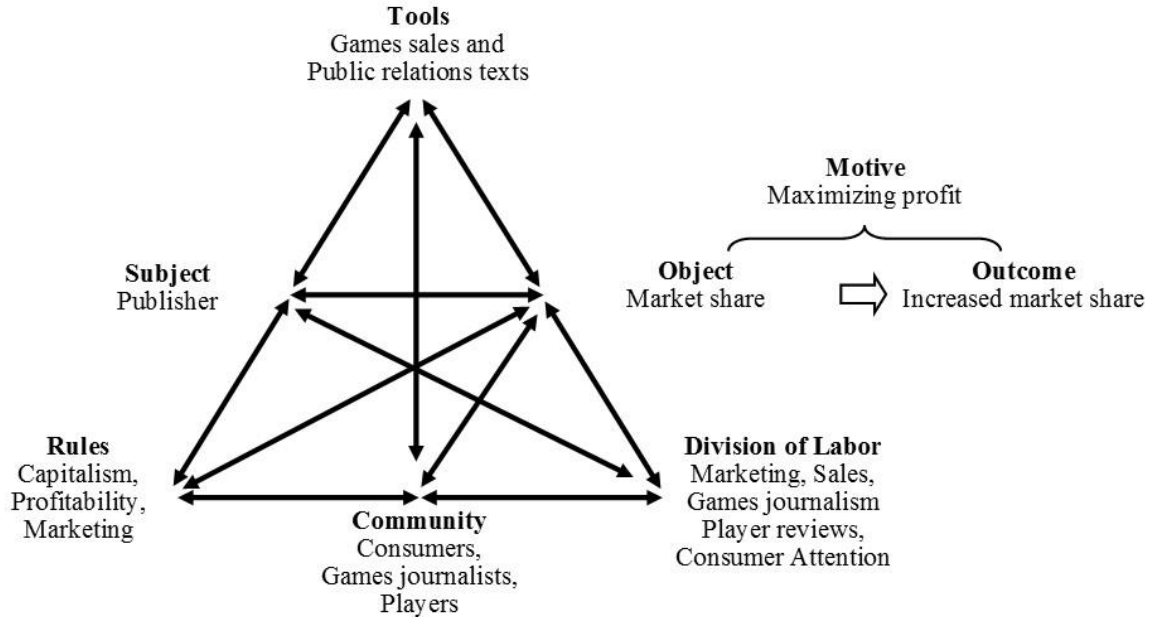 Tools
Games sales and
Public relations texts
Motive
Maximizing profit
Subject
Publisher
Object
Market share
Outcome
Increased market share
Rules
Capitalism,
Profitability,
Marketing
Community
Consumers,
Games journalists,
Players
Division of Labor
Marketing, Sales,
Games journalism
Player reviews,
Consumer Attention